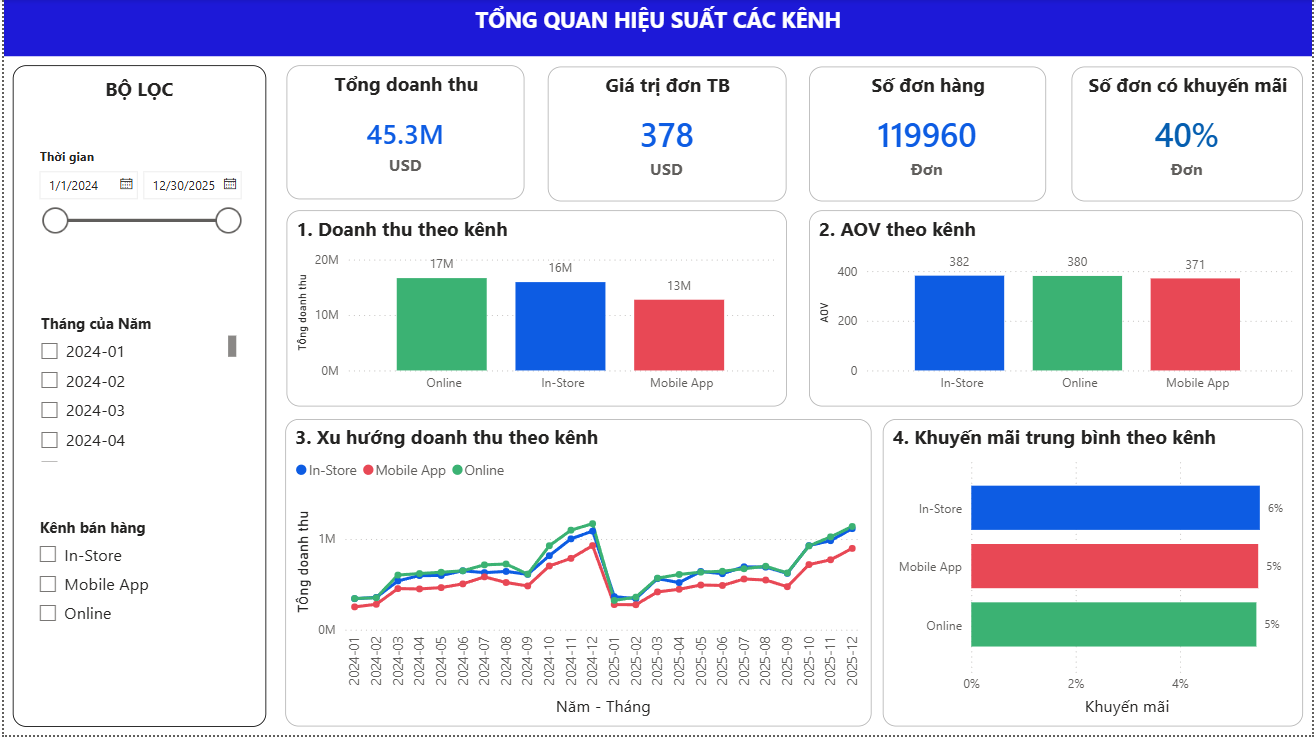 TỔNG QUAN HIỆU SUẤT CÁC KÊNH
BỘ LỌC
Thời gian
1/1/2024
12/30/2025
Tháng của Năm
2024-01
2024-02
2024-03
2024-04
Kênh bán hàng
In-Store
Mobile App
Online
Tổng doanh thu
45.3M
USD
Giá trị đơn TB
378
USD
Số đơn hàng
119960
Đơn
Số đơn có khuyến mãi
40%
Đơn
1. Doanh thu theo kênh
Tổng doanh thu
20M
10M
0M
17M
16M
13M
Online
In-Store
Mobile App
2. AOV theo kênh
AOV
400
200
0
382
380
371
In-Store
Online
Mobile App
3. Xu hướng doanh thu theo kênh
In-Store
Mobile App
Online
Tổng doanh thu
1M
0M
2024-01
2024-02
2024-03
2024-04
2024-05
2024-06
2024-07
2024-08
2024-09
2024-10
2024-11
2024-12
2025-01
2025-02
2025-03
2025-04
2025-05
2025-06
2025-07
2025-08
2025-09
2025-10
2025-11
2025-12
Năm - Tháng
4. Khuyến mãi trung bình theo kênh
In-Store
6%
Mobile App
5%
Online
5%
0%
2%
4%
Khuyến mãi